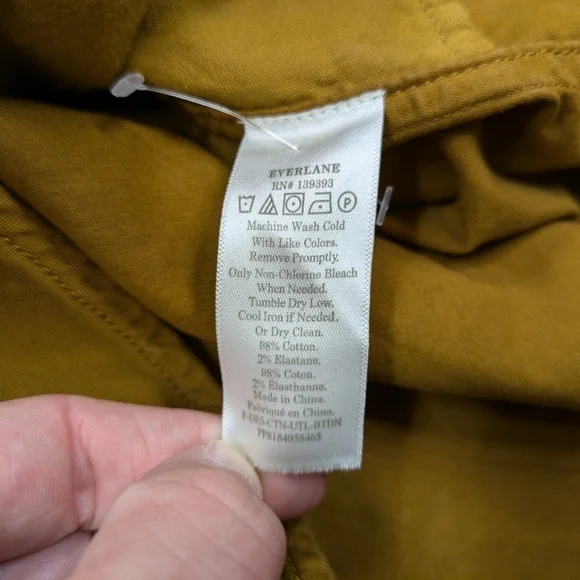 EVERLANE
RN# 139393
P
Machine Wash Cold
With Like Colors.
Remove Promptly.
Only Non-Chlorine Bleach
When Needed.
Tumble Dry Low.
Cool Iron if Needed.
Or Dry Clean.
98% Cotton.
2% Elastane.
98% Coton.
2% Elasthanne.
Made in China.
Fabriqué en Chine.
F-DRS-CTN-UTL-BTDN
PP8184958465